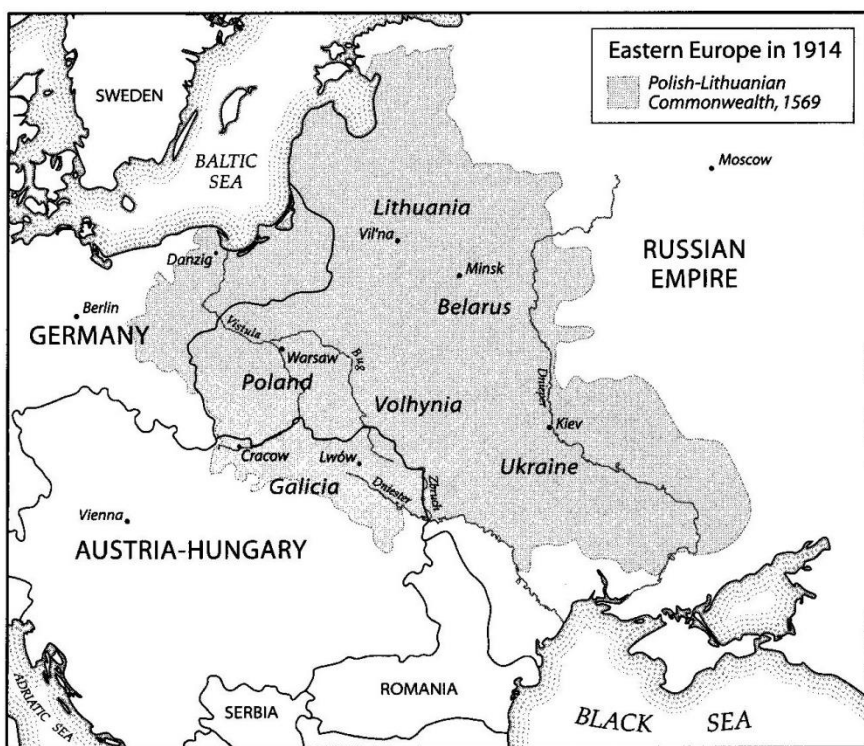 Eastern Europe in 1914
Polish-Lithuanian
Commonwealth, 1569
SWEDEN
BALTIC
SEA
Moscow
Lithuania
Vil'na
RUSSIAN
EMPIRE
Danzig
Minsk
Belarus
Berlin
GERMANY
Vistula
Warsaw
Bug
Dnieper
Poland
Volhynia
Kiev
Cracow
Lwów
Ukraine
Galicia
Dniester
Zbruch
Vienna
AUSTRIA-HUNGARY
ADRIATIC SEA
ROMANIA
SERBIA
BLACK SEA